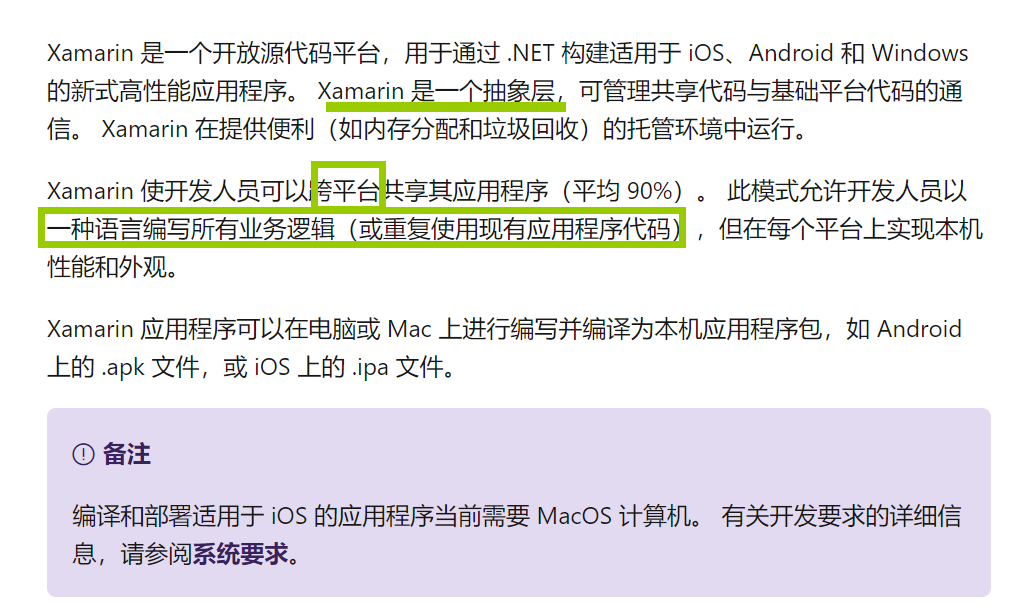 Xamarin 是一个开放源代码平台，用于通过 .NET 构建适用于 iOS、Android 和 Windows
的新式高性能应用程序。 Xamarin 是一个抽象层，可管理共享代码与基础平台代码的通
信。 Xamarin 在提供便利（如内存分配和垃圾回收）的托管环境中运行。
Xamarin 使开发人员可以跨平台共享其应用程序（平均 90%）。 此模式允许开发人员以
一种语言编写所有业务逻辑（或重复使用现有应用程序代码），但在每个平台上实现本机
性能和外观。
Xamarin 应用程序可以在电脑或 Mac 上进行编写并编译为本机应用程序包，如 Android
上的 .apk 文件，或 iOS 上的 .ipa 文件。
备注
编译和部署适用于 iOS 的应用程序当前需要 MacOS 计算机。 有关开发要求的详细信
息，请参阅系统要求。